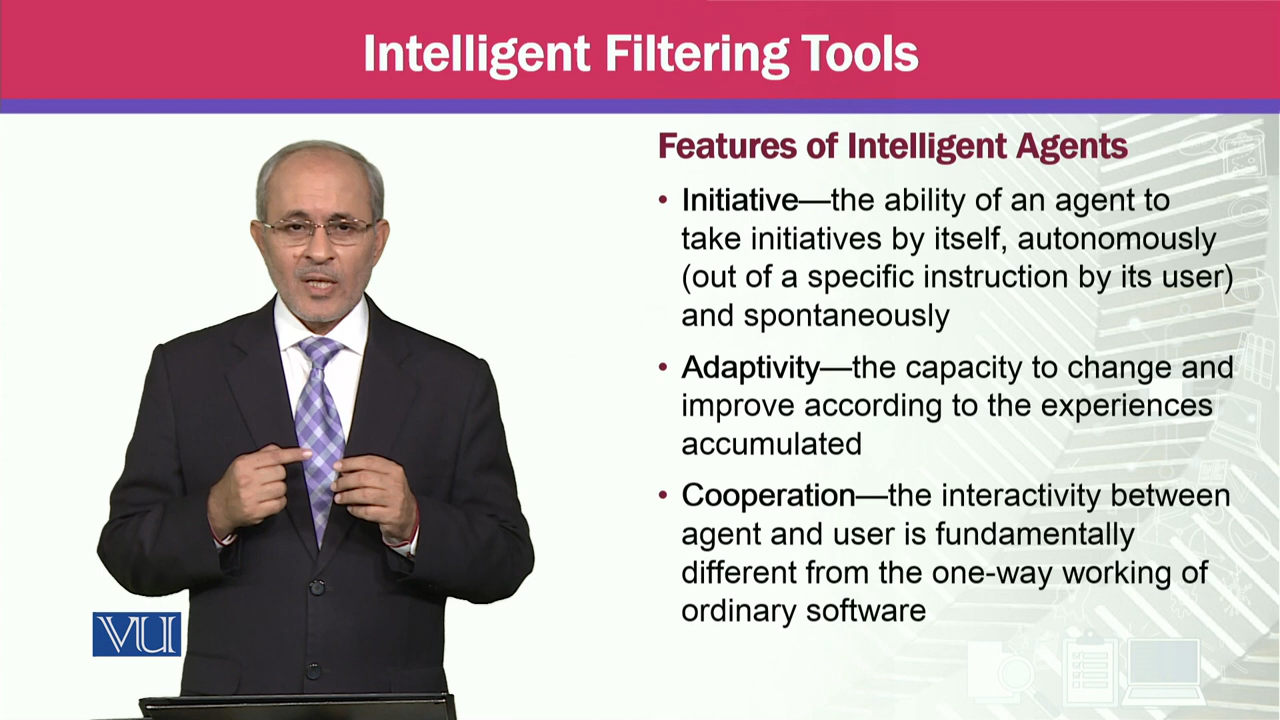 Intelligent Filtering Tools
Features of Intelligent Agents
• Initiative—the ability of an agent to
take initiatives by itself, autonomously
(out of a specific instruction by its user)
and spontaneously
• Adaptivity—the capacity to change and
improve according to the experiences
accumulated
• Cooperation—the interactivity between
agent and user is fundamentally
different from the one-way working of
ordinary software
VU